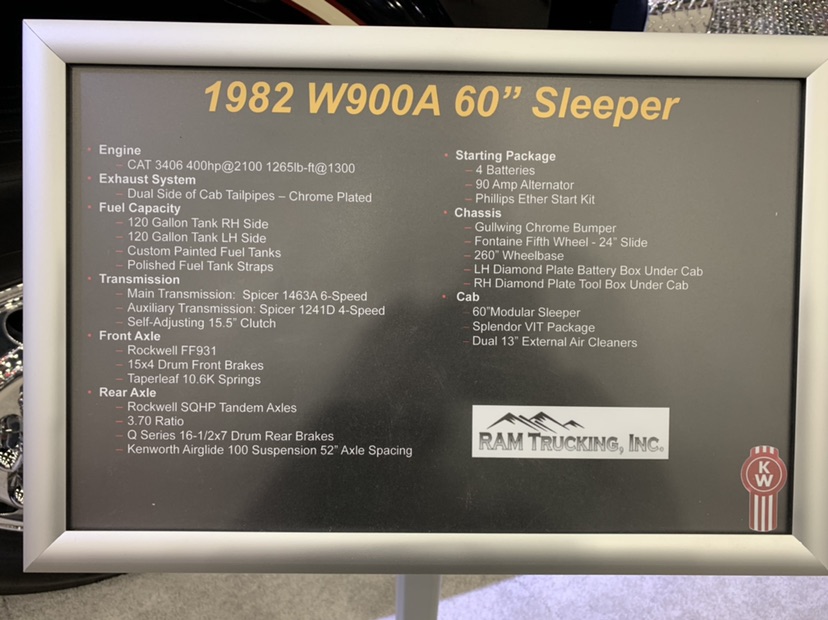 1982 W900A 60” Sleeper
Engine
– CAT 3406 400hp@2100 1265lb-ft@1300
Exhaust System
– Dual Side of Cab Tailpipes – Chrome Plated
Fuel Capacity
– 120 Gallon Tank RH Side
– 120 Gallon Tank LH Side
– Custom Painted Fuel Tanks
– Polished Fuel Tank Straps
Transmission
– Main Transmission: Spicer 1463A 6-Speed
– Auxiliary Transmission: Spicer 1241D 4-Speed
– Self-Adjusting 15.5” Clutch
Front Axle
– Rockwell FF931
– 15x4 Drum Front Brakes
– Taperleaf 10.6K Springs
Rear Axle
– Rockwell SQHP Tandem Axles
– 3.70 Ratio
– Q Series 16-1/2x7 Drum Rear Brakes
– Kenworth Airglide 100 Suspension 52” Axle Spacing
Starting Package
– 4 Batteries
– 90 Amp Alternator
– Phillips Ether Start Kit
Chassis
– Gullwing Chrome Bumper
– Fontaine Fifth Wheel - 24” Slide
– 260” Wheelbase
– LH Diamond Plate Battery Box Under Cab
– RH Diamond Plate Tool Box Under Cab
Cab
– 60”Modular Sleeper
– Splendor VIT Package
– Dual 13” External Air Cleaners
RAM TRUCKING, INC.
KW